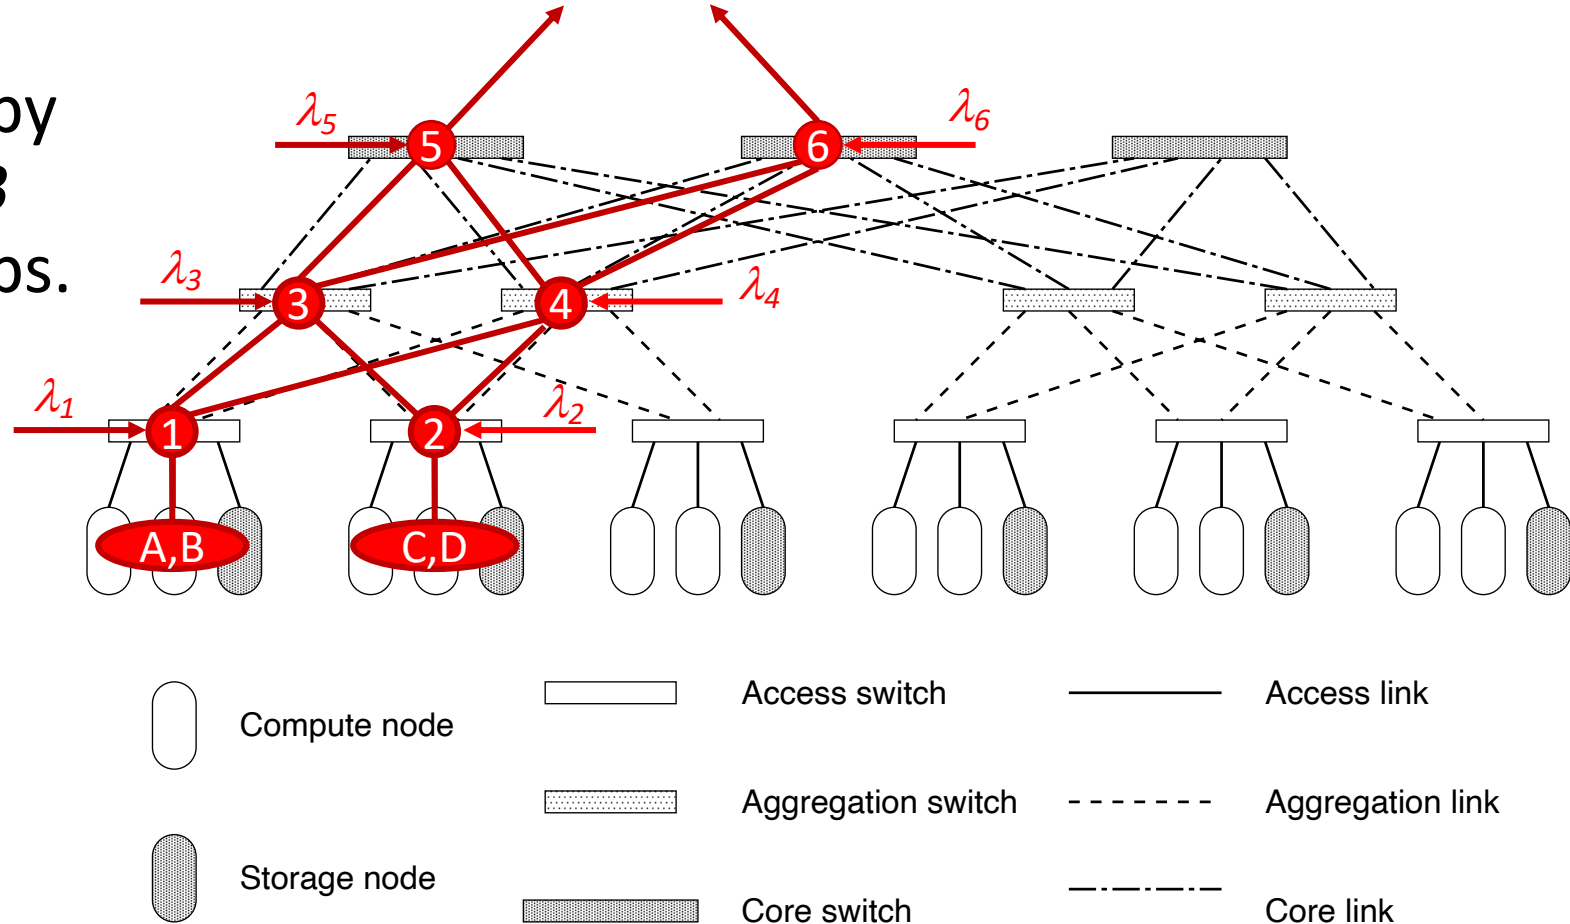 by
3
ps.
λ5
5
6
λ6
λ3
3
4
λ4
λ1
1
2
λ2
A,B
C,D
Compute node
Access switch
Access link
Aggregation switch
Aggregation link
Storage node
Core switch
Core link